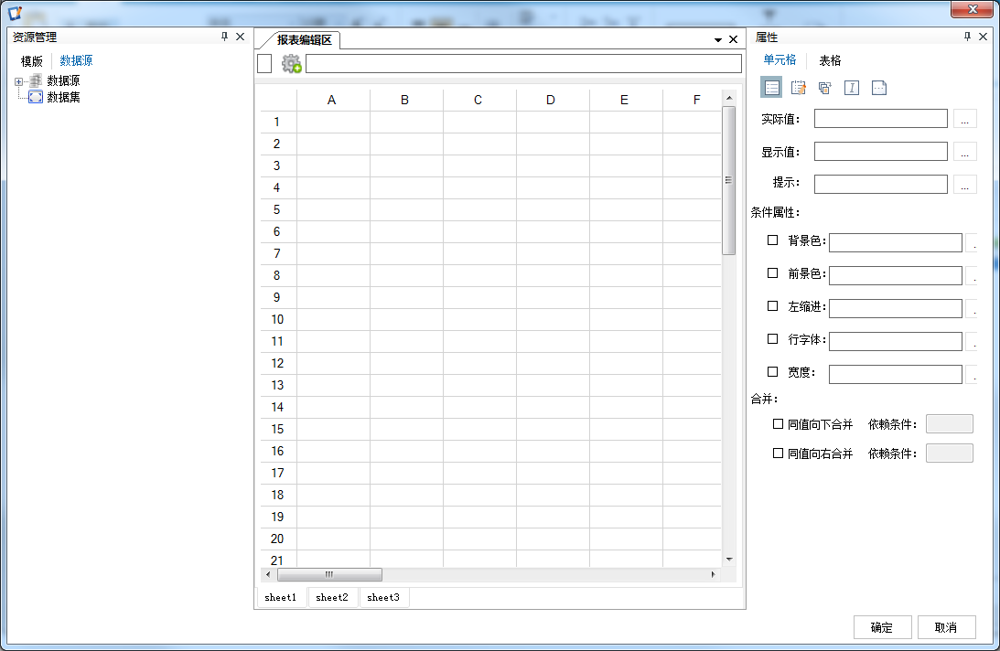 资源管理
模版 数据源
数据源
数据集
报表编辑区
A B C D E F
1
2
3
4
5
6
7
8
9
10
11
12
13
14
15
16
17
18
19
20
21
sheet1 sheet2 sheet3
属性
单元格 表格
实际值: ...
显示值: ...
提示: ...
条件属性:
背景色: .
前景色: .
左缩进: .
行字体: .
宽度: .
合并:
同值向下合并 依赖条件:
同值向右合并 依赖条件:
确定 取消